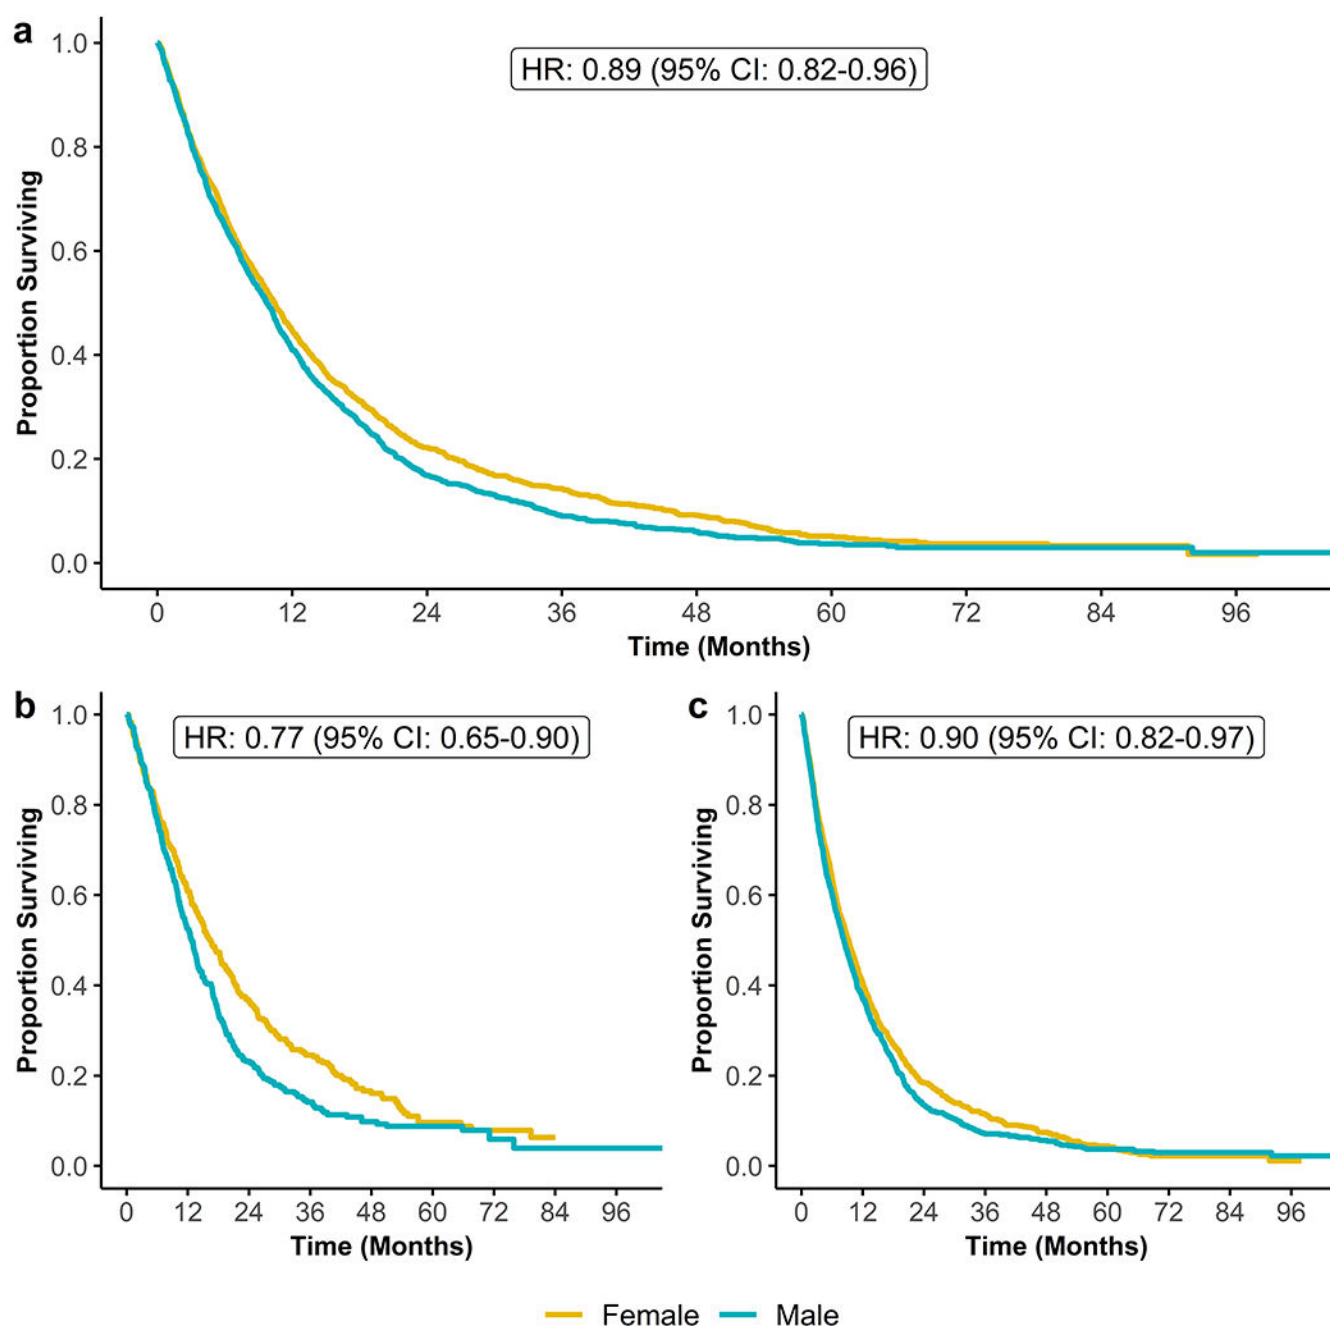 a
HR: 0.89 (95% CI: 0.82-0.96)
Proportion Surviving
1.0
0.8
0.6
0.4
0.2
0.0
0 12 24 36 48 60 72 84 96
Time (Months)
b
HR: 0.77 (95% CI: 0.65-0.90)
Proportion Surviving
1.0
0.8
0.6
0.4
0.2
0.0
0 12 24 36 48 60 72 84 96
Time (Months)
c
HR: 0.90 (95% CI: 0.82-0.97)
Proportion Surviving
1.0
0.8
0.6
0.4
0.2
0.0
0 12 24 36 48 60 72 84 96
Time (Months)
Female Male